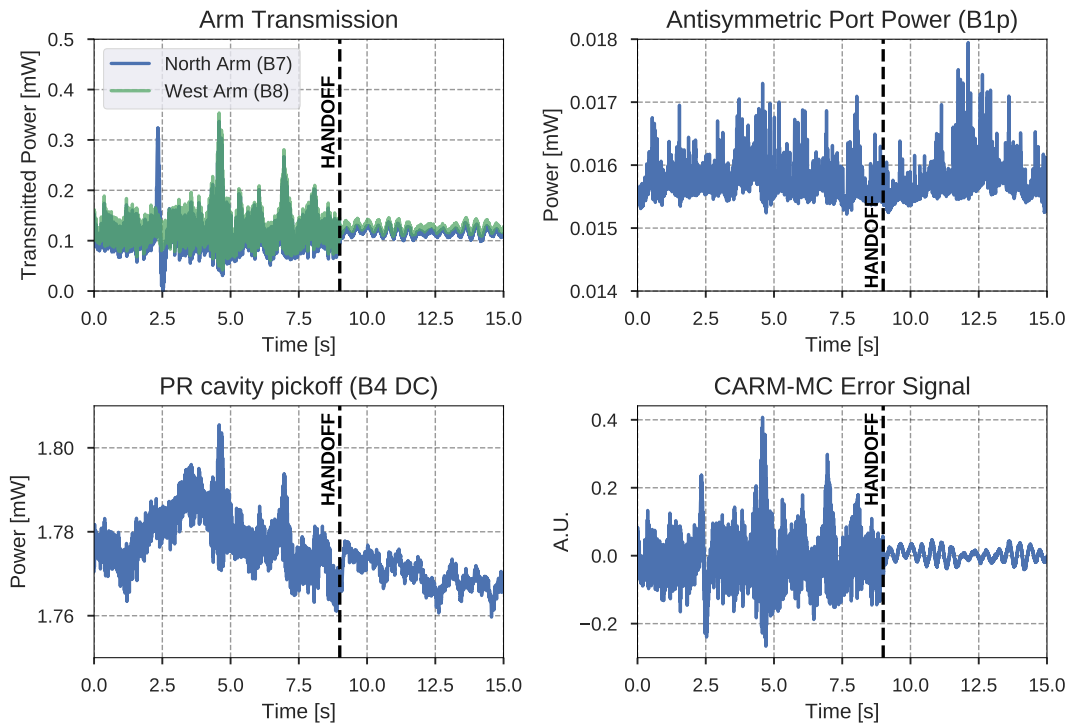 Arm Transmission
Transmitted Power [mW]
0.5
0.4
0.3
0.2
0.1
0.0
North Arm (B7)
West Arm (B8)
HANDOFF
0.0 2.5 5.0 7.5 10.0 12.5 15.0
Time [s]
Antisymmetric Port Power (B1p)
Power [mW]
0.018
0.017
0.016
0.015
0.014
HANDOFF
0.0 2.5 5.0 7.5 10.0 12.5 15.0
Time [s]
PR cavity pickoff (B4 DC)
Power [mW]
1.80
1.78
1.76
HANDOFF
0.0 2.5 5.0 7.5 10.0 12.5 15.0
Time [s]
CARM-MC Error Signal
A.U.
0.4
0.2
0.0
−0.2
HANDOFF
0.0 2.5 5.0 7.5 10.0 12.5 15.0
Time [s]